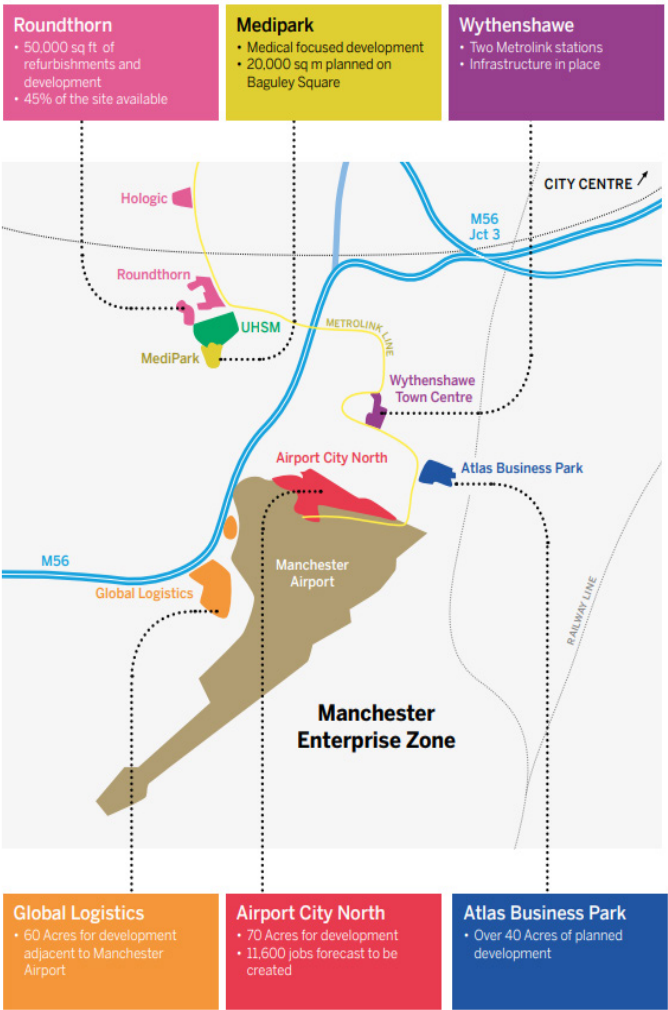 Roundthorn
• 50,000 sq ft of
refurbishments and
development
• 45% of the site available
Medipark
• Medical focused development
• 20,000 sq m planned on
Baguley Square
Wythenshawe
• Two Metrolink stations
• Infrastructure in place
CITY CENTRE
M56
Jct 3
Hologic
Roundthorn
UHSM
METROLINK LINE
MediPark
Wythenshawe
Town Centre
Airport City North
Atlas Business Park
M56
Manchester
Airport
Global Logistics
RAILWAY LINE
Manchester
Enterprise Zone
Global Logistics
• 60 Acres for development
adjacent to Manchester
Airport
Airport City North
• 70 Acres for development
• 11,600 jobs forecast to be
created
Atlas Business Park
• Over 40 Acres of planned
development